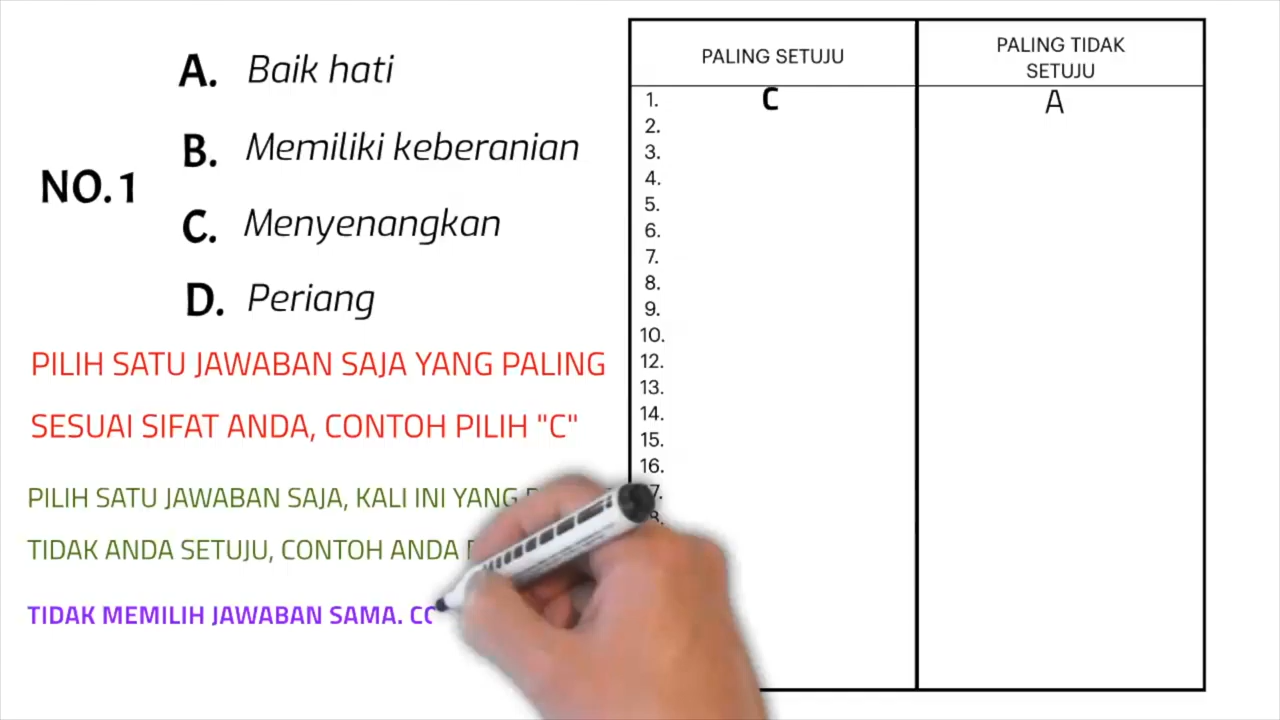 A. Baik hati
B. Memiliki keberanian
NO. 1
C. Menyenangkan
D. Periang
PILIH SATU JAWABAN SAJA YANG PALING
SESUAI SIFAT ANDA, CONTOH PILIH "C"
PILIH SATU JAWABAN SAJA, KALI INI YANG
TIDAK ANDA SETUJU, CONTOH ANDA
TIDAK MEMILIH JAWABAN SAMA.
PALING SETUJU
PALING TIDAK
SETUJU
1. C A
2.
3.
4.
5.
6.
7.
8.
9.
10.
12.
13.
14.
15.
16.